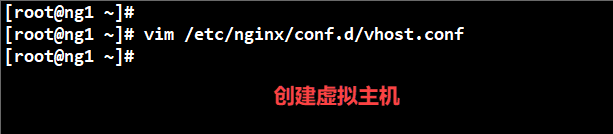 [root@ng1 ~]#
[root@ng1 ~]# vim /etc/nginx/conf.d/vhost.conf
[root@ng1 ~]#
创建虚拟主机